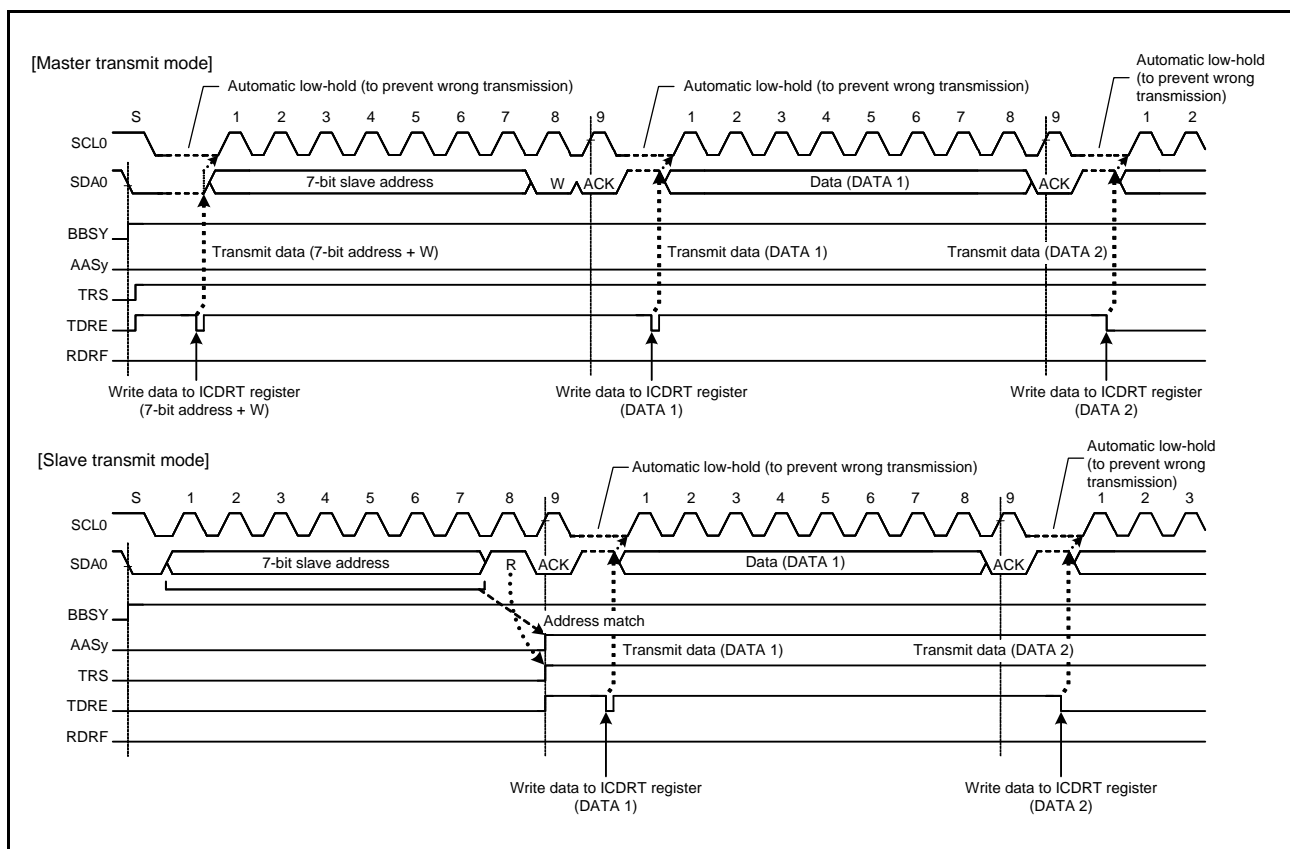 [Master transmit mode]
Automatic low-hold (to prevent wrong transmission)
Automatic low-hold (to prevent wrong transmission)
Automatic low-hold
(to prevent wrong
transmission)
S 1 2 3 4 5 6 7 8 9 1 2 3 4 5 6 7 8 9 1 2
SCL0
SDA0 7-bit slave address W ACK Data (DATA 1) ACK
BBSY
Transmit data (7-bit address + W) Transmit data (DATA 1) Transmit data (DATA 2)
AASy
TRS
TDRE
RDRF
Write data to ICDRT register
(7-bit address + W)
Write data to ICDRT register
(DATA 1)
Write data to ICDRT register
(DATA 2)
[Slave transmit mode]
Automatic low-hold (to prevent wrong transmission)
Automatic low-hold
(to prevent wrong
transmission)
S 1 2 3 4 5 6 7 8 9 1 2 3 4 5 6 7 8 9 1 2 3
SCL0
SDA0 7-bit slave address R ACK Data (DATA 1) ACK
BBSY
Address match
AASy
Transmit data (DATA 1) Transmit data (DATA 2)
TRS
TDRE
RDRF
Write data to ICDRT register
(DATA 1)
Write data to ICDRT register
(DATA 2)